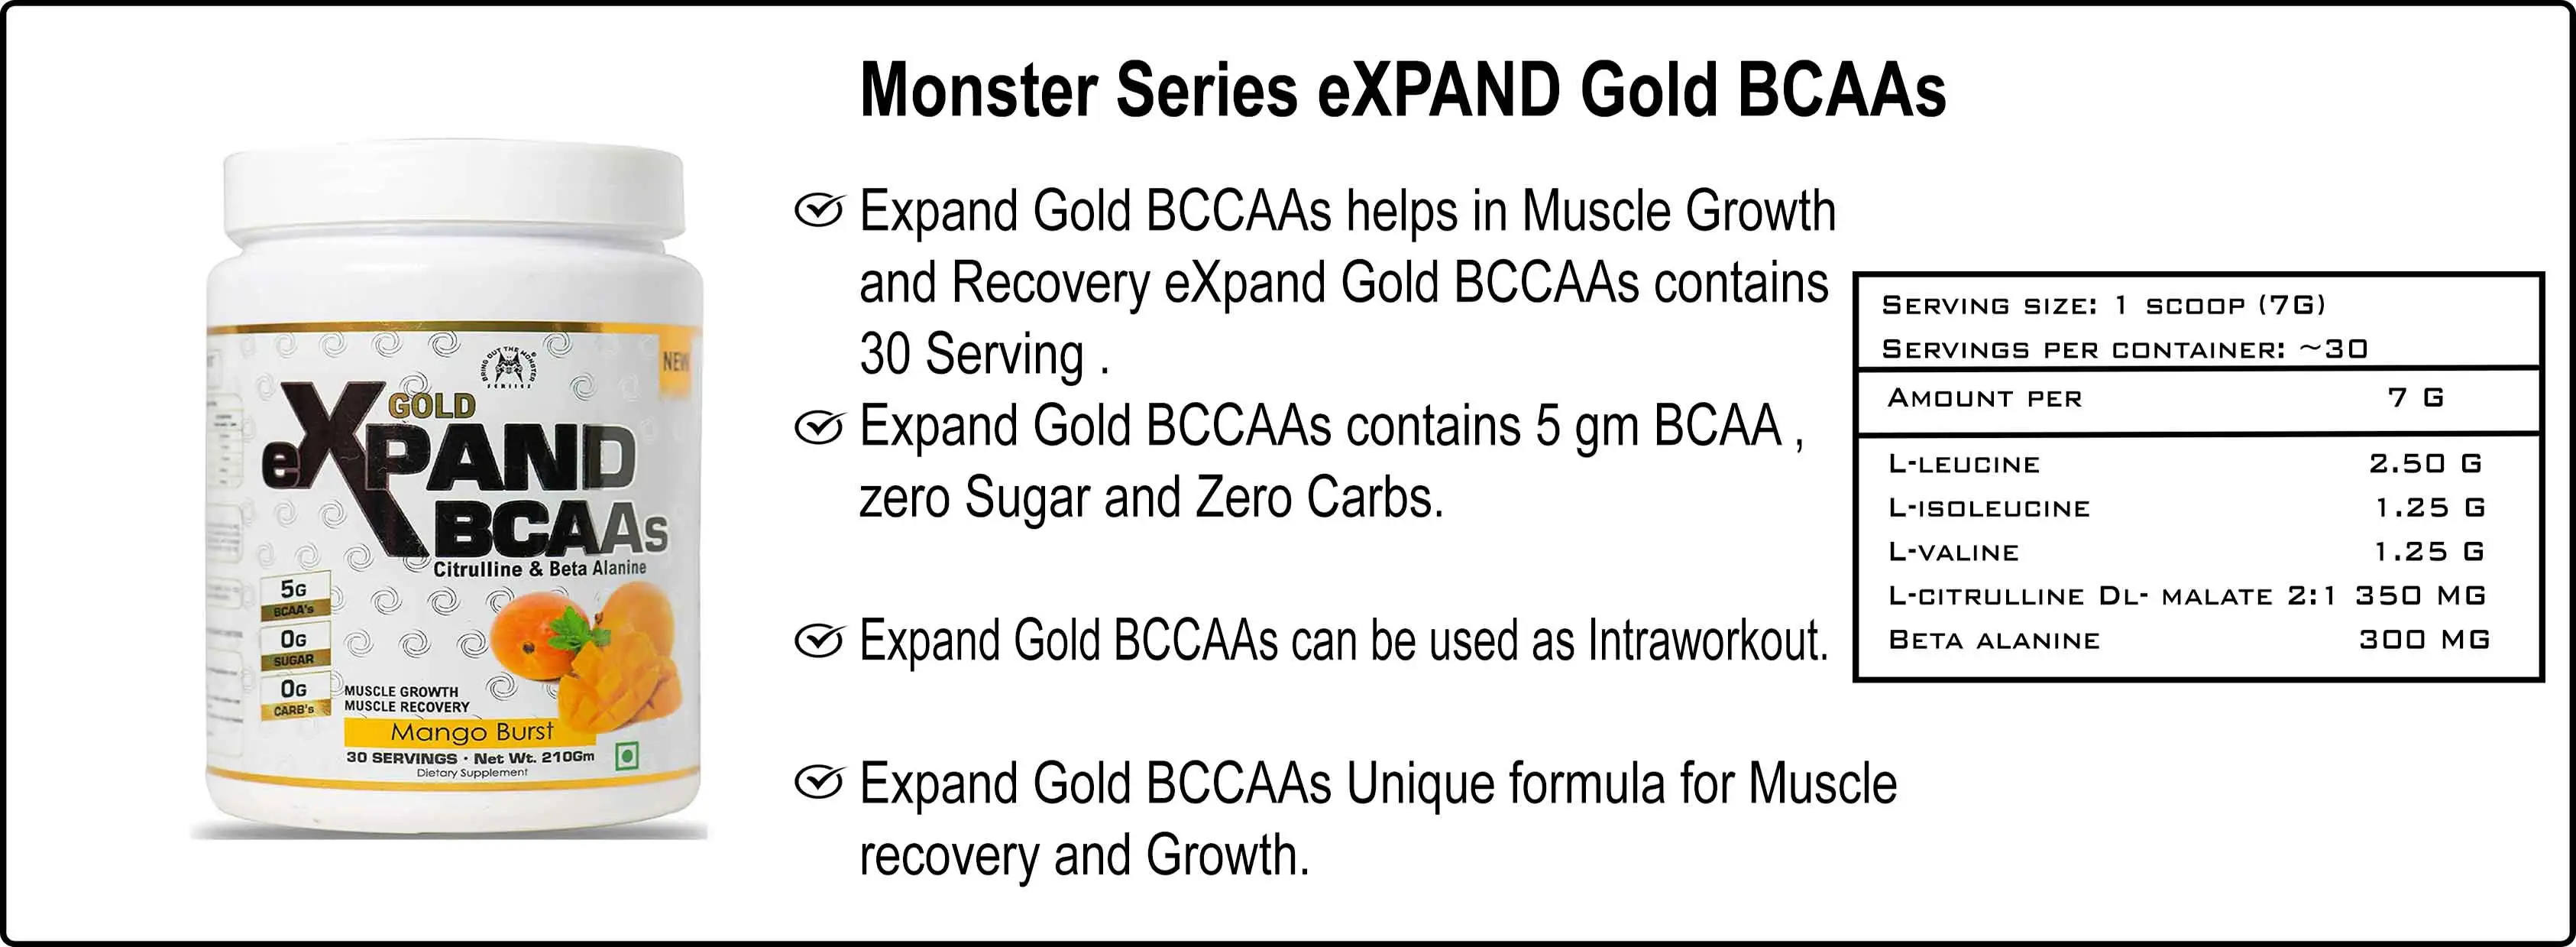 Monster Series eXPAND Gold BCAAs
Expand Gold BCCAAs helps in Muscle Growth
and Recovery eXpand Gold BCCAAs contains
30 Serving .
Expand Gold BCCAAs contains 5 gm BCAA ,
zero Sugar and Zero Carbs.
Expand Gold BCCAAs can be used as Intraworkout.
Expand Gold BCCAAs Unique formula for Muscle
recovery and Growth.
SERVING SIZE: 1 SCOOP (7G)
SERVINGS PER CONTAINER: ~30
AMOUNT PER 7 G
L-LEUCINE 2.50 G
L-ISOLEUCINE 1.25 G
L-VALINE 1.25 G
L-CITRULLINE DL- MALATE 2:1 350 MG
BETA ALANINE 300 MG
BRING OUT THE MONSTER
SERIES
NEW
GOLD
eXPAND
BCAAs
Citrulline & Beta Alanine
5G
BCAA's
0G
SUGAR
0G
CARB's
MUSCLE GROWTH
MUSCLE RECOVERY
Mango Burst
30 SERVINGS · Net Wt. 210Gm
Dietary Supplement